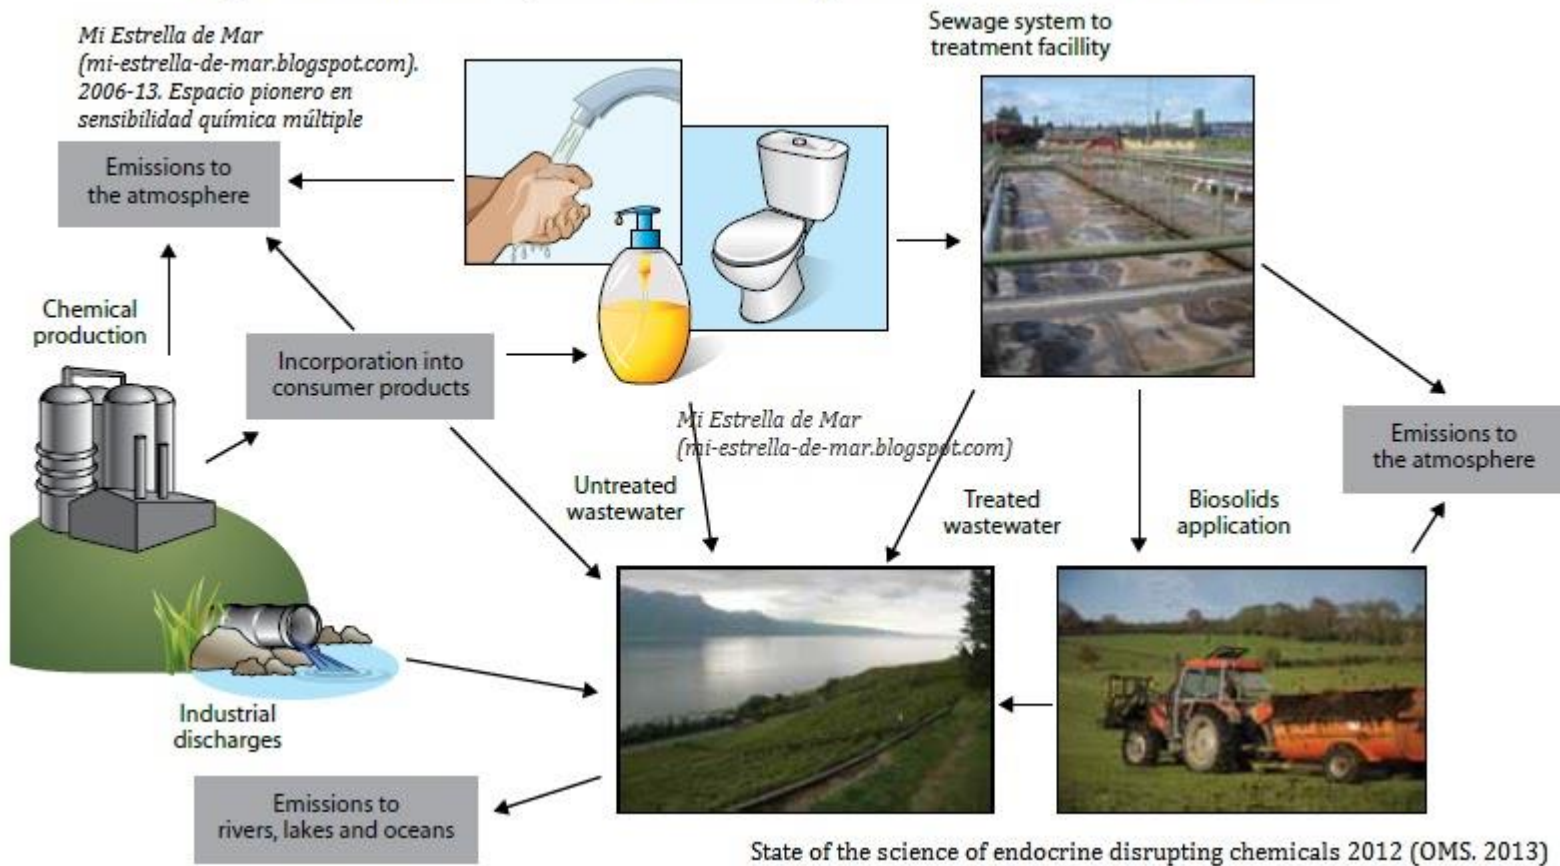 Sewage system to
treatment facillity
Mi Estrella de Mar
(mi-estrella-de-mar.blogspot.com).
2006-13. Espacio pionero en
sensibilidad química múltiple
Emissions to
the atmosphere
Chemical
production
Incorporation into
consumer products
Mi Estrella de Mar
(mi-estrella-de-mar.blogspot.com)
Emissions to
the atmosphere
Untreated
wastewater
Treated
wastewater
Biosolids
application
Industrial
discharges
Emissions to
rivers, lakes and oceans
State of the science of endocrine disrupting chemicals 2012 (OMS. 2013)